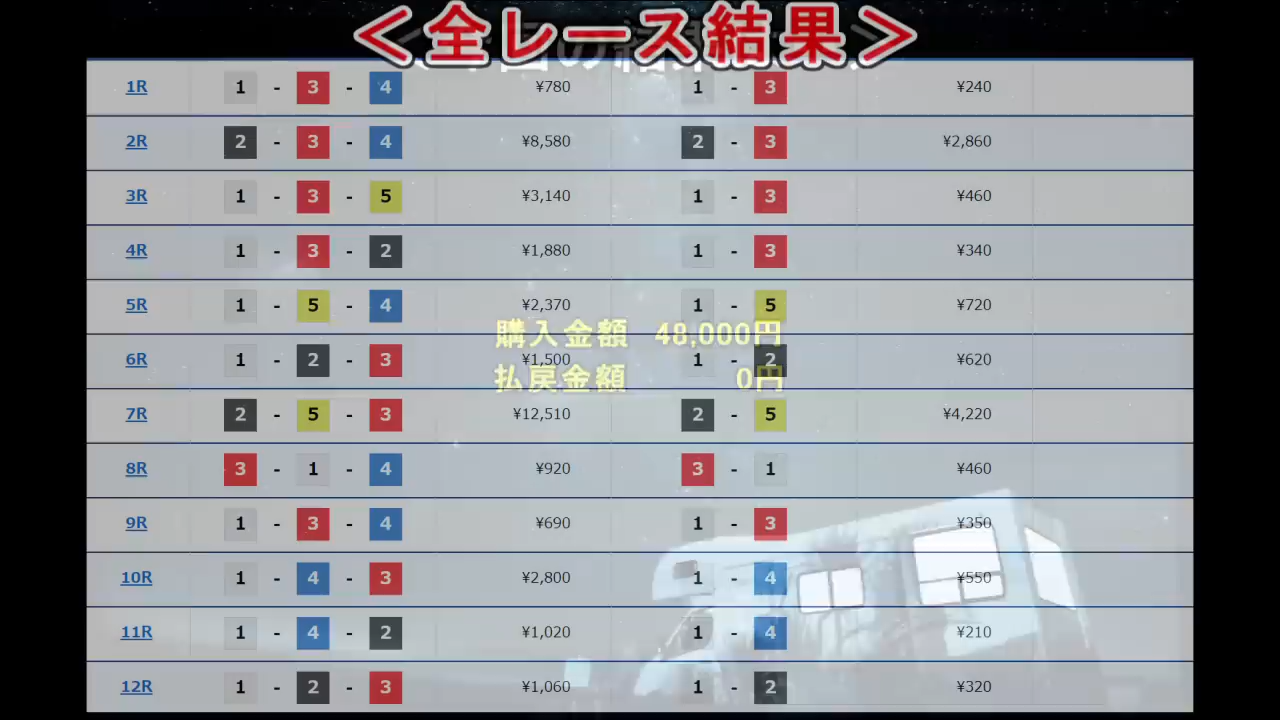 ＜全レース結果＞
1R 1 - 3 - 4 ¥780 1 - 3 ¥240
2R 2 - 3 - 4 ¥8,580 2 - 3 ¥2,860
3R 1 - 3 - 5 ¥3,140 1 - 3 ¥460
4R 1 - 3 - 2 ¥1,880 1 - 3 ¥340
5R 1 - 5 - 4 ¥2,370 1 - 5 ¥720
購入金額 48,000円
6R 1 - 2 - 3 ¥1,500 1 - 2 ¥620
払戻金額 0円
7R 2 - 5 - 3 ¥12,510 2 - 5 ¥4,220
8R 3 - 1 - 4 ¥920 3 - 1 ¥460
9R 1 - 3 - 4 ¥690 1 - 3 ¥350
10R 1 - 4 - 3 ¥2,800 1 - 4 ¥550
11R 1 - 4 - 2 ¥1,020 1 - 4 ¥210
12R 1 - 2 - 3 ¥1,060 1 - 2 ¥320